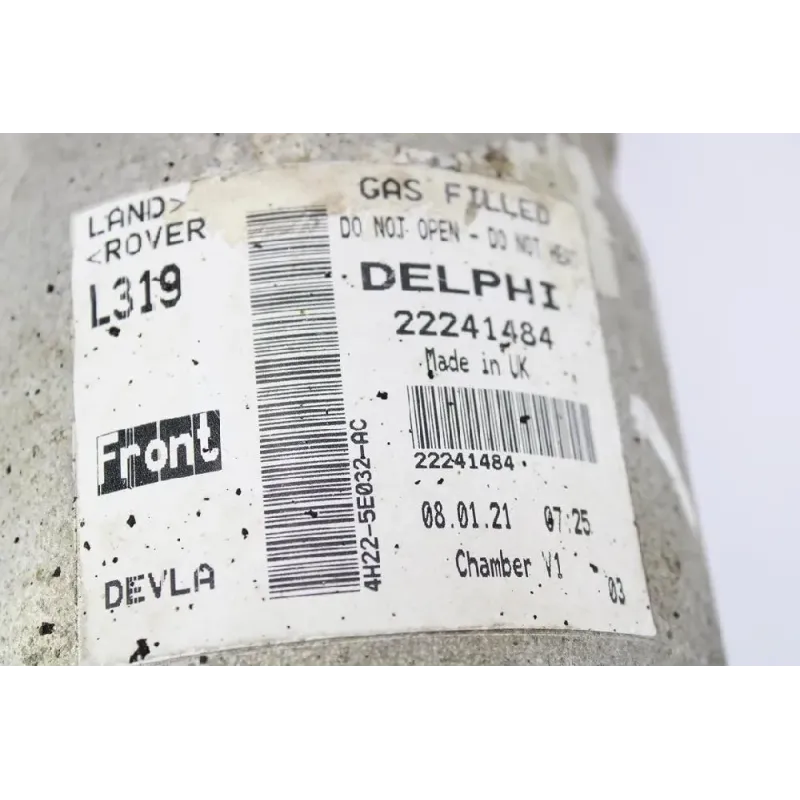 LAND>
<ROVER
L319
Front
DEVLA
4H22-5E032-AC
GAS FILLED
DO NOT OPEN - DO NOT HEAT
DELPHI
22241484
Made in UK
22241484
08.01.21 07:25
Chamber V1
03